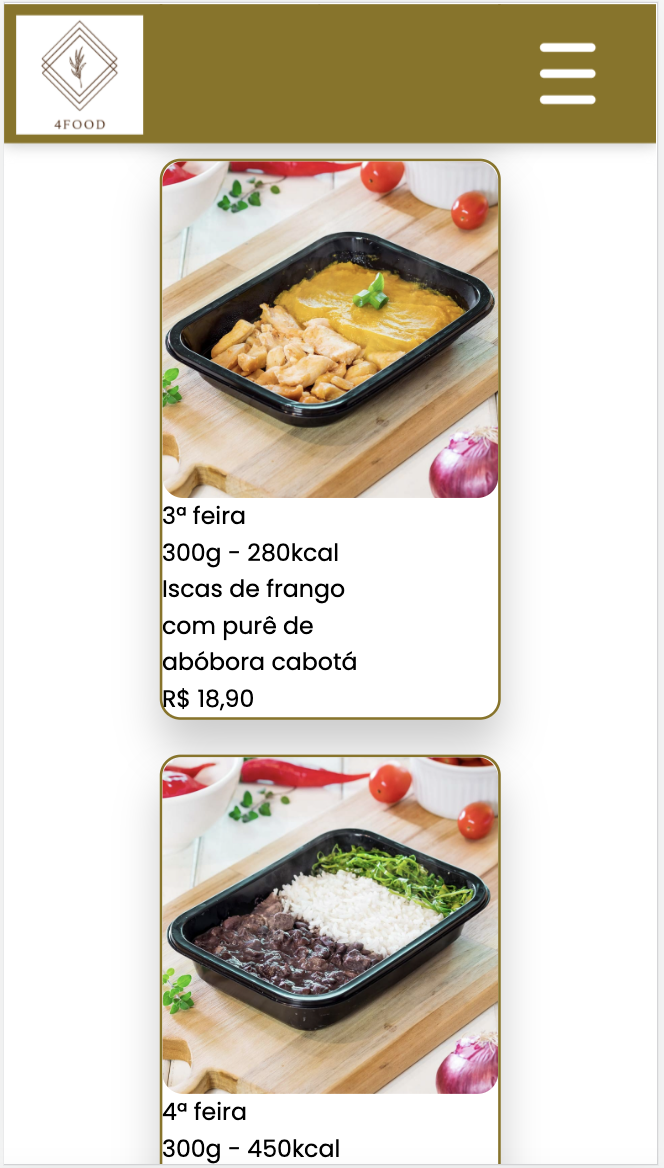 4FOOD
3ª feira
300g - 280kcal
Iscas de frango
com purê de
abóbora cabotá
R$ 18,90
4ª feira
300g - 450kcal